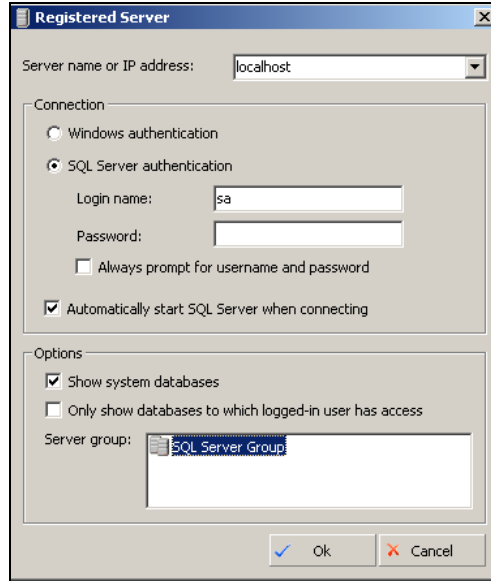 Registered Server
Server name or IP address: localhost
Connection
Windows authentication
SQL Server authentication
Login name: sa
Password:
Always prompt for username and password
Automatically start SQL Server when connecting
Options
Show system databases
Only show databases to which logged-in user has access
Server group: SQL Server Group
Ok Cancel